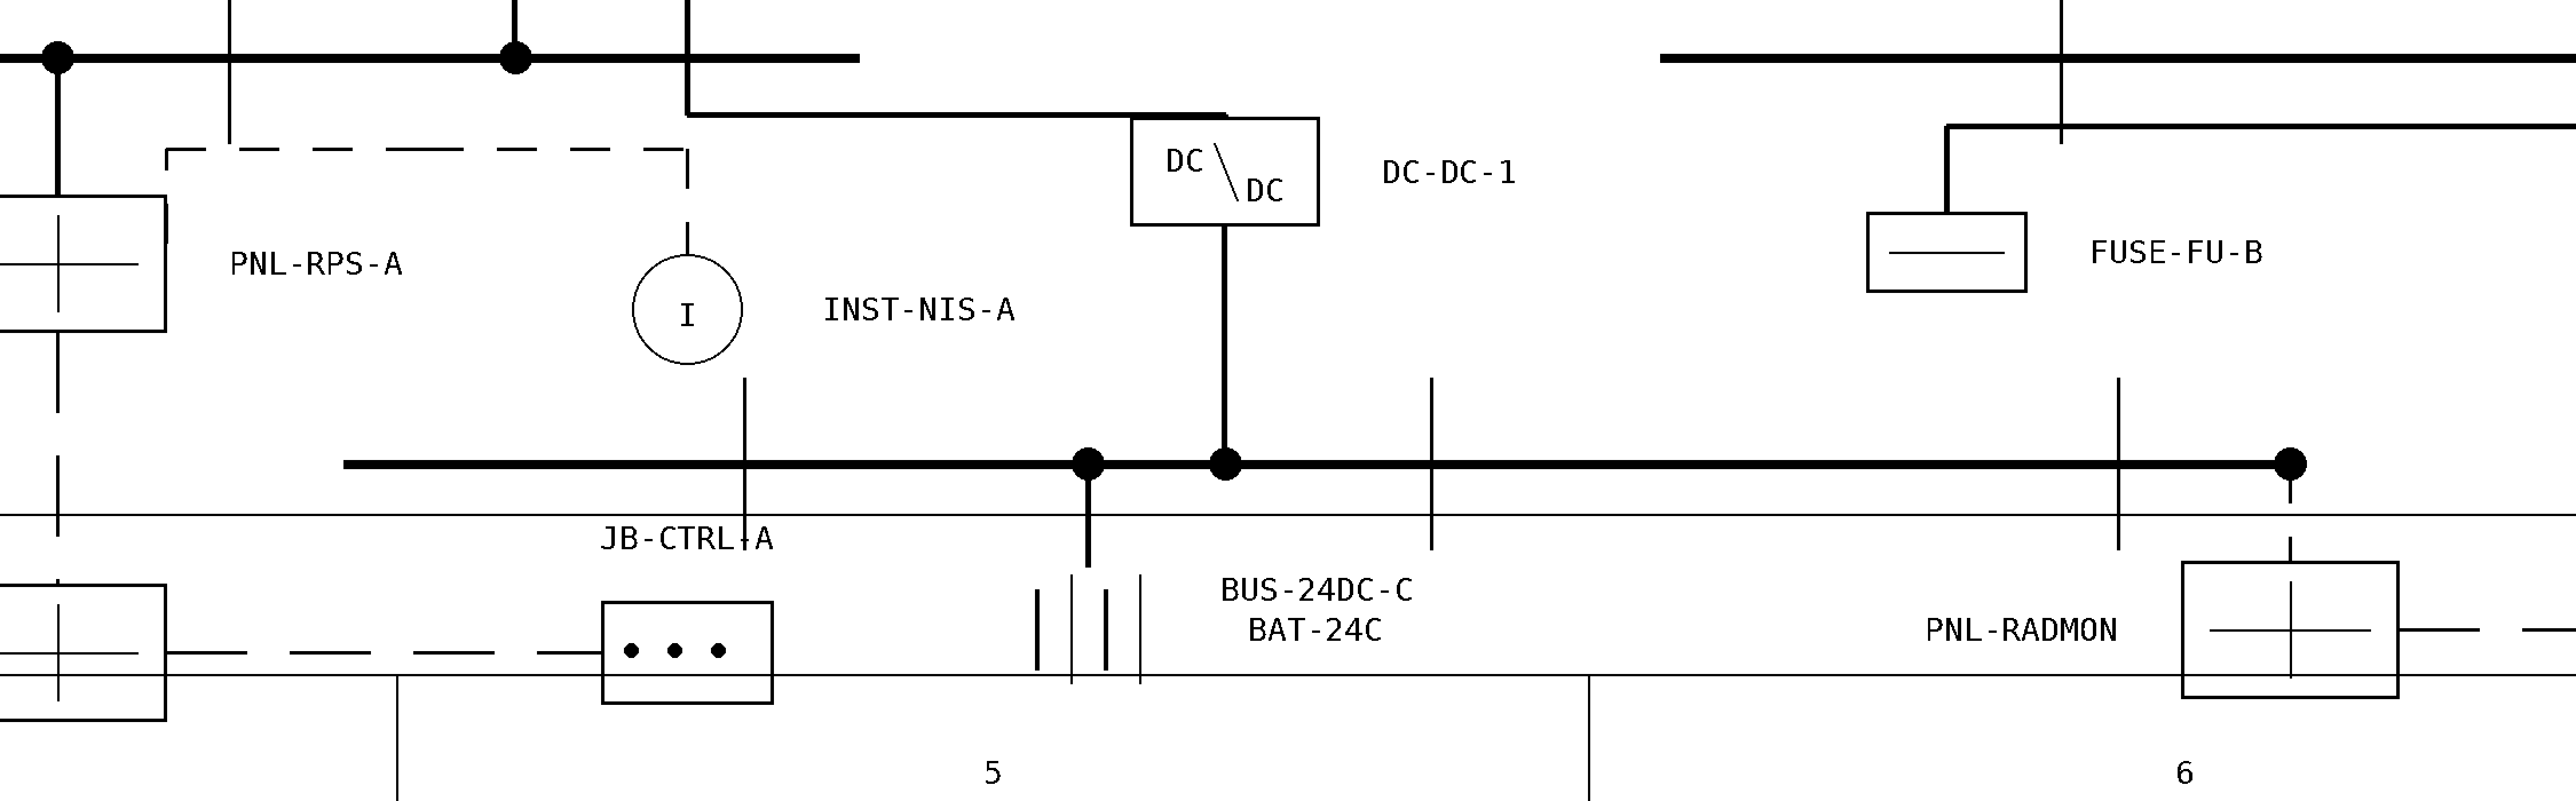 DC
DC
DC-DC-1
FUSE-FU-B
PNL-RPS-A
I
INST-NIS-A
JB-CTRL-A
BUS-24DC-C
BAT-24C
PNL-RADMON
5
6